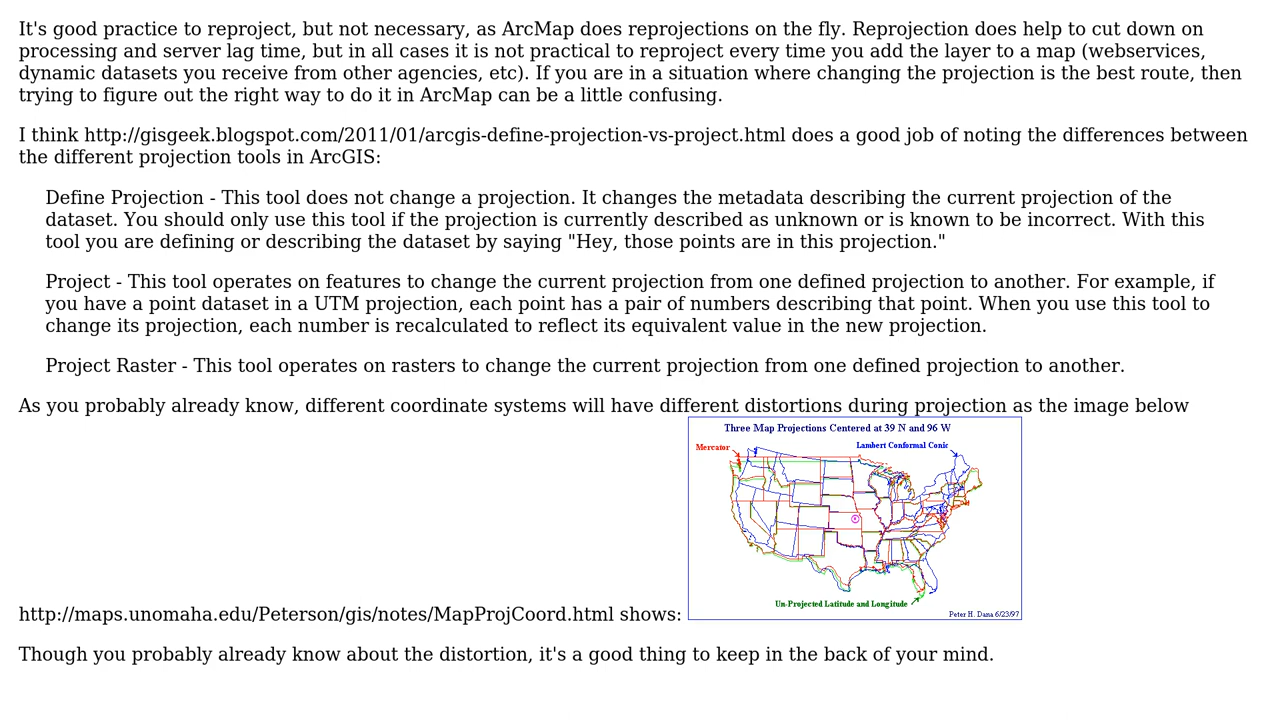 It's good practice to reproject, but not necessary, as ArcMap does reprojections on the fly. Reprojection does help to cut down on
processing and server lag time, but in all cases it is not practical to reproject every time you add the layer to a map (webservices,
dynamic datasets you receive from other agencies, etc). If you are in a situation where changing the projection is the best route, then
trying to figure out the right way to do it in ArcMap can be a little confusing.
I think http://gisgeek.blogspot.com/2011/01/arcgis-define-projection-vs-project.html does a good job of noting the differences between
the different projection tools in ArcGIS:
Define Projection - This tool does not change a projection. It changes the metadata describing the current projection of the
dataset. You should only use this tool if the projection is currently described as unknown or is known to be incorrect. With this
tool you are defining or describing the dataset by saying "Hey, those points are in this projection."
Project - This tool operates on features to change the current projection from one defined projection to another. For example, if
you have a point dataset in a UTM projection, each point has a pair of numbers describing that point. When you use this tool to
change its projection, each number is recalculated to reflect its equivalent value in the new projection.
Project Raster - This tool operates on rasters to change the current projection from one defined projection to another.
As you probably already know, different coordinate systems will have different distortions during projection as the image below
Three Map Projections Centered at 39 N and 96 W
Mercator
Lambert Conformal Conic
Un-Projected Latitude and Longitude
Peter H. Dana 6/23/97
http://maps.unomaha.edu/Peterson/gis/notes/MapProjCoord.html shows:
Though you probably already know about the distortion, it's a good thing to keep in the back of your mind.